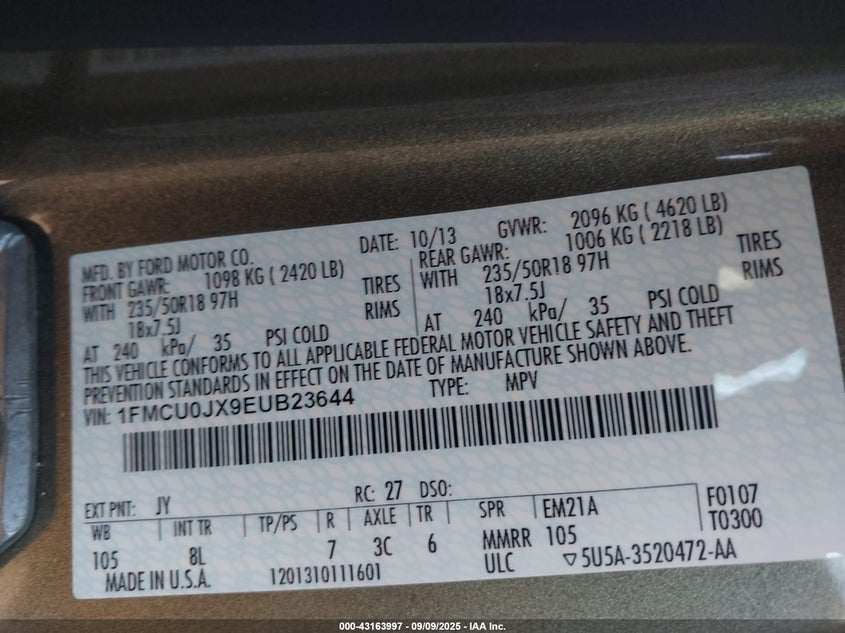 MFD. BY FORD MOTOR CO.
DATE: 10/13
GVWR: 2096 KG ( 4620 LB)
FRONT GAWR: 1098 KG ( 2420 LB)
REAR GAWR: 1006 KG ( 2218 LB)
WITH 235/50R18 97H TIRES
WITH 235/50R18 97H TIRES
18x7.5J RIMS
18x7.5J RIMS
AT 240 kPa/ 35 PSI COLD
AT 240 kPa/ 35 PSI COLD
THIS VEHICLE CONFORMS TO ALL APPLICABLE FEDERAL MOTOR VEHICLE SAFETY AND THEFT
PREVENTION STANDARDS IN EFFECT ON THE DATE OF MANUFACTURE SHOWN ABOVE.
VIN: 1FMCU0JX9EUB23644
TYPE: MPV
EXT PNT: JY RC: 27 DSO:
WB INT TR TP/PS R AXLE TR SPR EM21A F0107
105 8L 7 3C 6 MMRR 105 T0300
MADE IN U.S.A. 1201310111601 ULC ▽5U5A-3520472-AA
000-43163997 - 09/09/2025 - IAA Inc.